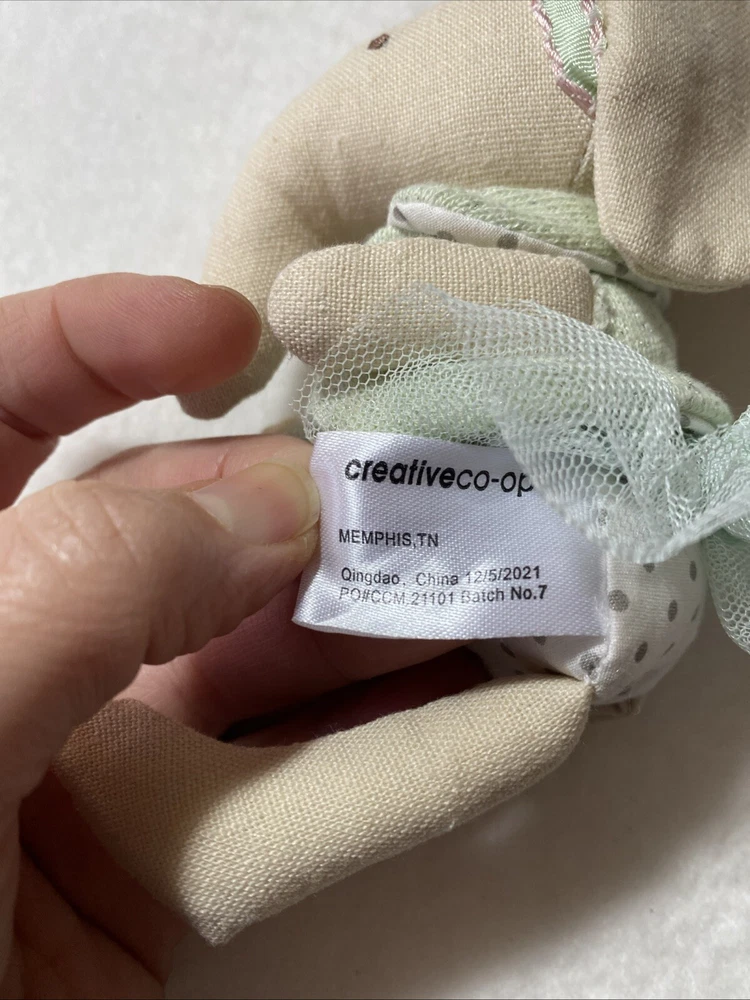 creativeco-op
MEMPHIS,TN
Qingdao, China 12/5/2021
PO#CCM.21101 Batch No.7